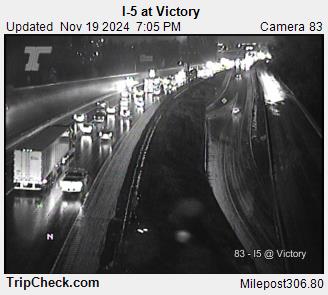 I-5 at Victory
Updated  Nov 19 2024  7:05 PM
Camera 83
T
N
83 - I5 @ Victory
TripCheck.com
Milepost306.80